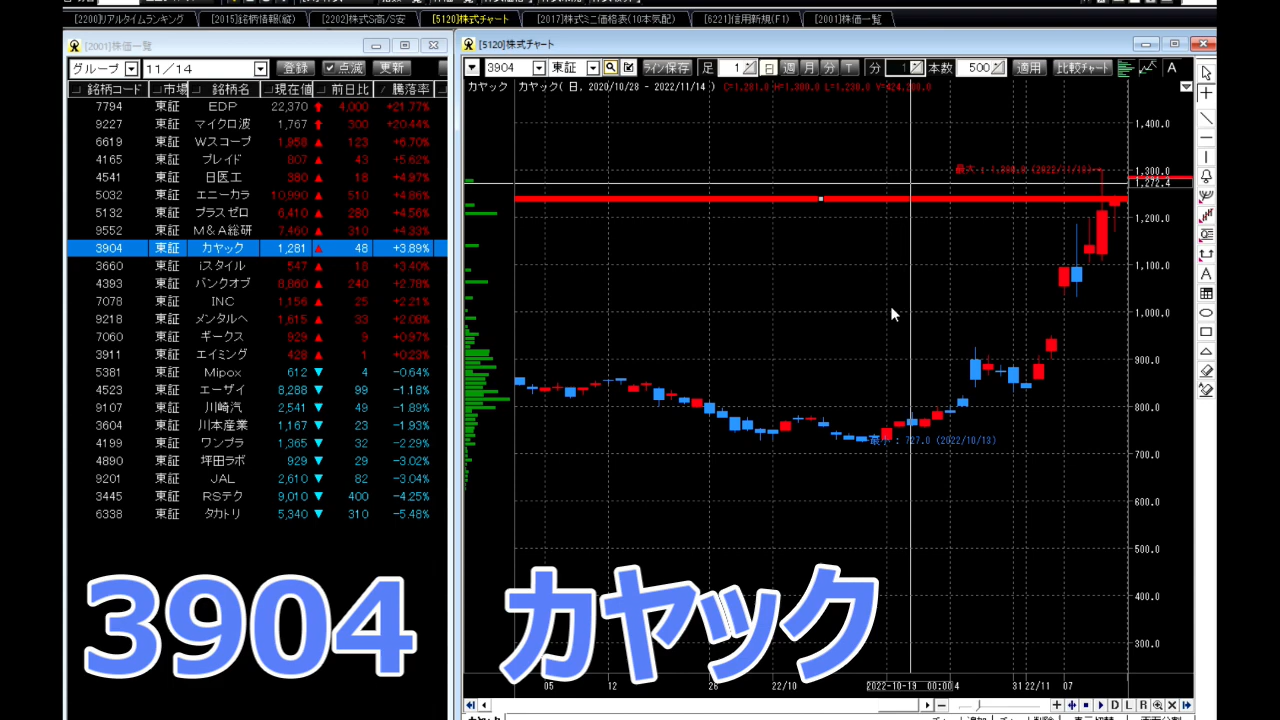 [2200]リアルタイムランキング [2015]銘柄情報(縦) [2202]株式S高/S安 [5120]株式チャート [2017]株式ミニ価格表(10本気配) [6221]信用新規(F1) [2001]株価一覧
[2001]株価一覧
グループ 11/14 登録 点滅 更新
銘柄コード 市場 銘柄名 現在値 前日比 騰落率
7794 東証 EDP 22,370 4,000 +21.77%
9227 東証 マイクロ波 1,767 300 +20.44%
6619 東証 Wスコープ 1,958 123 +6.70%
4165 東証 プレイド 807 43 +5.62%
4541 東証 日医工 380 18 +4.97%
5032 東証 エニーカラ 10,990 510 +4.86%
5132 東証 プラスゼロ 6,410 280 +4.56%
9552 東証 M&A総研 7,460 310 +4.33%
3904 東証 カヤック 1,281 48 +3.89%
3660 東証 iスタイル 547 18 +3.40%
4393 東証 バンクオブ 8,860 240 +2.78%
7078 東証 INC 1,156 25 +2.21%
9218 東証 メンタルヘ 1,615 33 +2.08%
7060 東証 ギークス 929 9 +0.97%
3911 東証 エイミング 428 1 +0.23%
5381 東証 Mipox 612 4 -0.64%
4523 東証 エーザイ 8,288 99 -1.18%
9107 東証 川崎汽 2,541 49 -1.89%
3004 東証 川本産業 1,167 23 -1.93%
4199 東証 ワンプラ 1,365 32 -2.29%
4890 東証 坪田ラボ 929 29 -3.02%
9201 東証 JAL 2,610 82 -3.04%
3445 東証 RSテク 9,010 400 -4.25%
6338 東証 タカトリ 5,340 310 -5.48%
[5120]株式チャート
3904 東証 ライン保存 足 1 日 週 月 分 T 分 1 本数 500 適用 比較チャート A
カヤック カヤック( 日, 2020/10/28 - 2022/11/14 )
1,400.0
1,300.0
1,272.4
1,200.0
1,100.0
1,000.0
900.0
800.0
最小 : 727.0 (2022/10/13)
700.0
600.0
500.0
400.0
300.0
05 12 26 22/10 2022-10-19 00:00 4 31 22/11 07
D L R
3904 カヤック